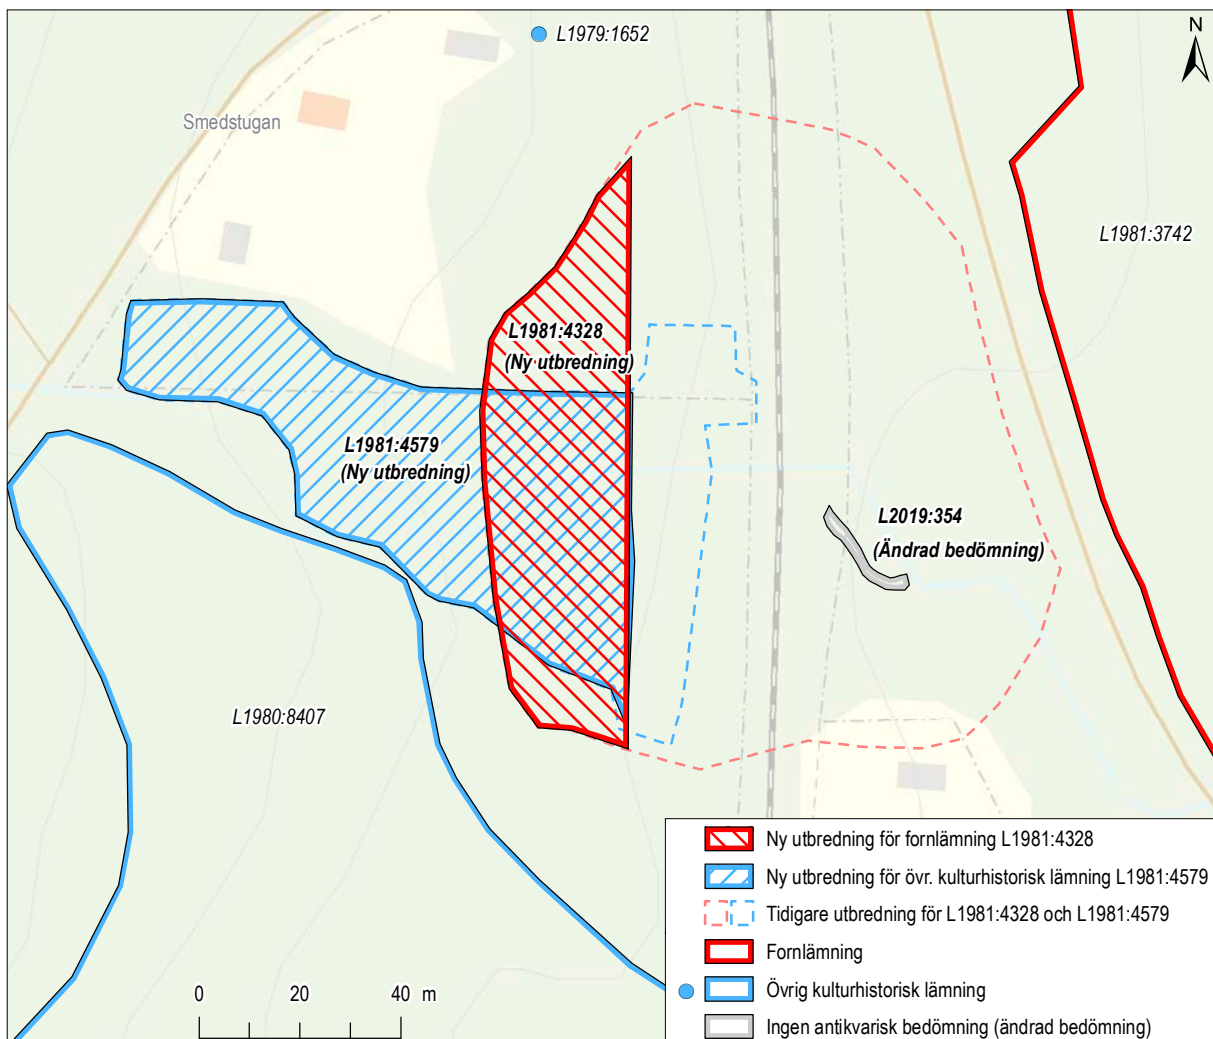 L1979:1652
N
Smedstugan
L1981:3742
L1981:4328
(Ny utbredning)
L1981:4579
(Ny utbredning)
L2019:354
(Ändrad bedömning)
L1980:8407
Ny utbredning för fornlämning L1981:4328
Ny utbredning för övr. kulturhistorisk lämning L1981:4579
Tidigare utbredning för L1981:4328 och L1981:4579
Fornlämning
Övrig kulturhistorisk lämning
Ingen antikvarisk bedömning (ändrad bedömning)
0 20 40 m